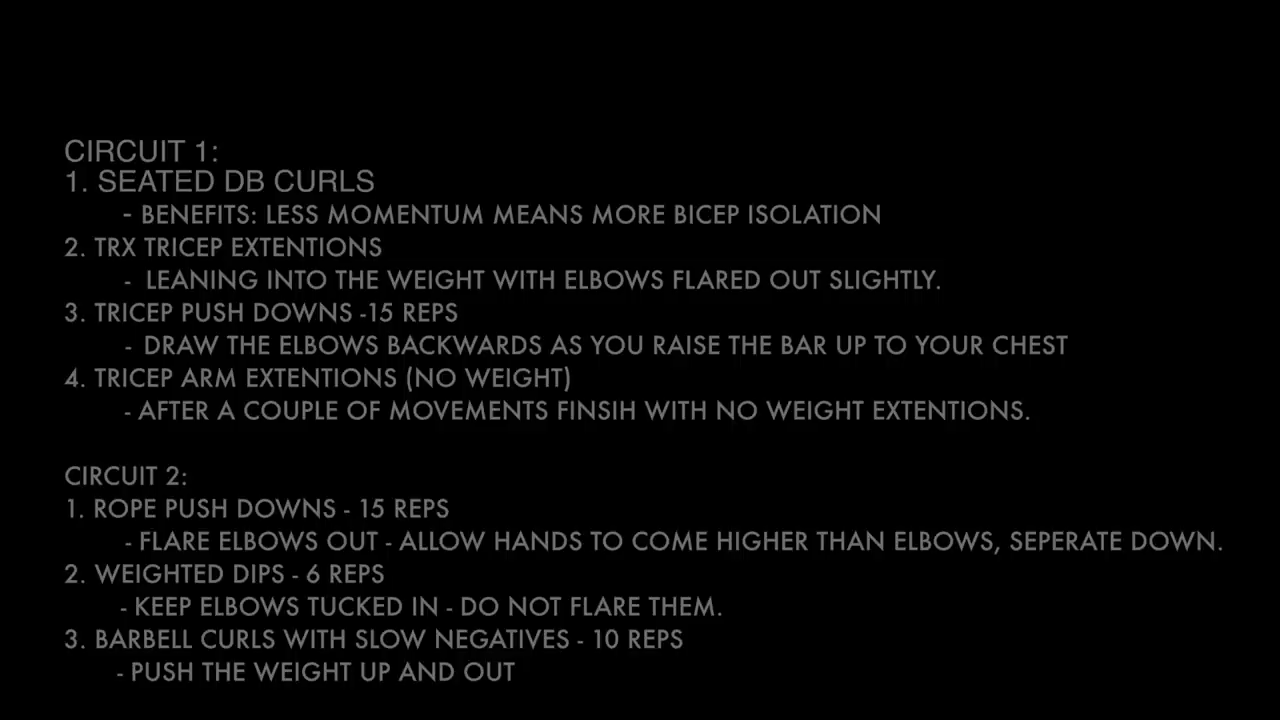 CIRCUIT 1:
1. SEATED DB CURLS
- BENEFITS: LESS MOMENTUM MEANS MORE BICEP ISOLATION
2. TRX TRICEP EXTENTIONS
- LEANING INTO THE WEIGHT WITH ELBOWS FLARED OUT SLIGHTLY.
3. TRICEP PUSH DOWNS -15 REPS
- DRAW THE ELBOWS BACKWARDS AS YOU RAISE THE BAR UP TO YOUR CHEST
4. TRICEP ARM EXTENTIONS (NO WEIGHT)
- AFTER A COUPLE OF MOVEMENTS FINSIH WITH NO WEIGHT EXTENTIONS.
CIRCUIT 2:
1. ROPE PUSH DOWNS - 15 REPS
- FLARE ELBOWS OUT - ALLOW HANDS TO COME HIGHER THAN ELBOWS, SEPERATE DOWN.
2. WEIGHTED DIPS - 6 REPS
- KEEP ELBOWS TUCKED IN - DO NOT FLARE THEM.
3. BARBELL CURLS WITH SLOW NEGATIVES - 10 REPS
- PUSH THE WEIGHT UP AND OUT